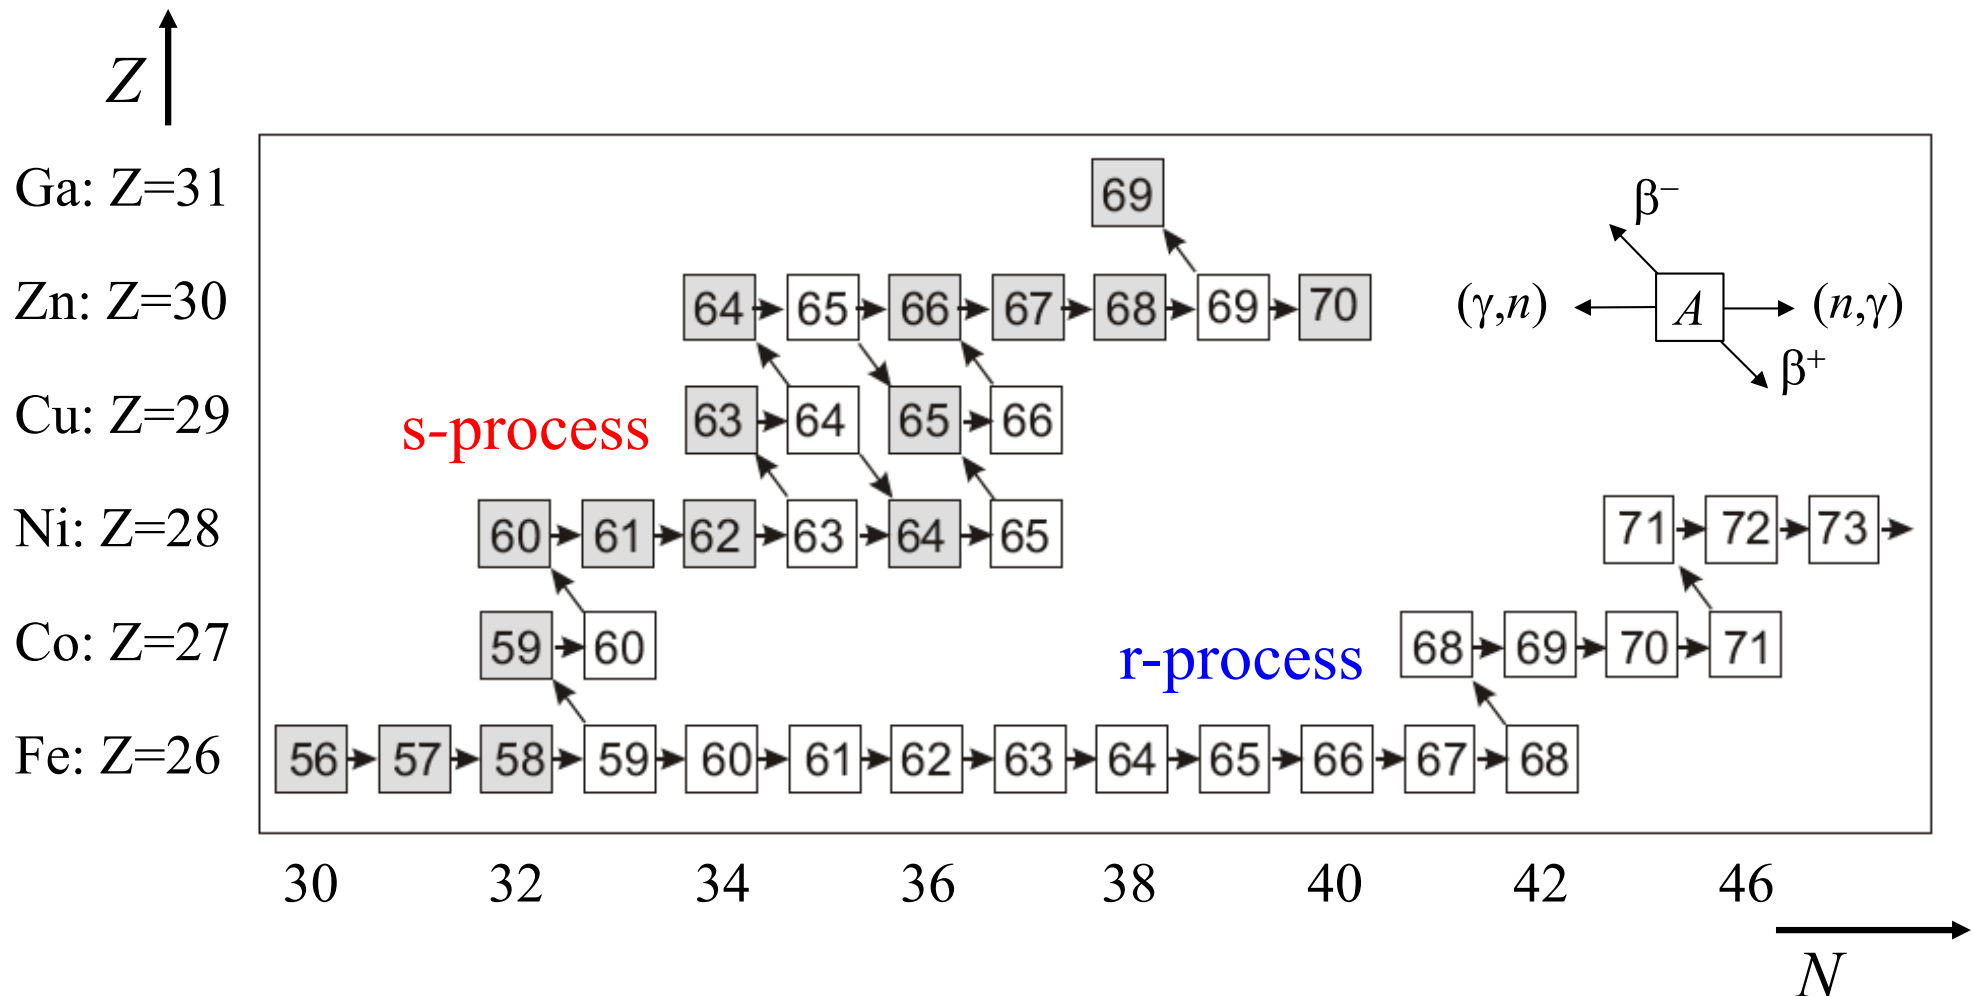 Z
Ga: Z=31
69
β−
Zn: Z=30
64 65 66 67 68 69 70
(γ,n) A (n,γ)
β+
Cu: Z=29
s-process
63 64 65 66
Ni: Z=28
60 61 62 63 64 65
71 72 73
Co: Z=27
59 60
r-process
68 69 70 71
Fe: Z=26
56 57 58 59 60 61 62 63 64 65 66 67 68
30 32 34 36 38 40 42 46
N